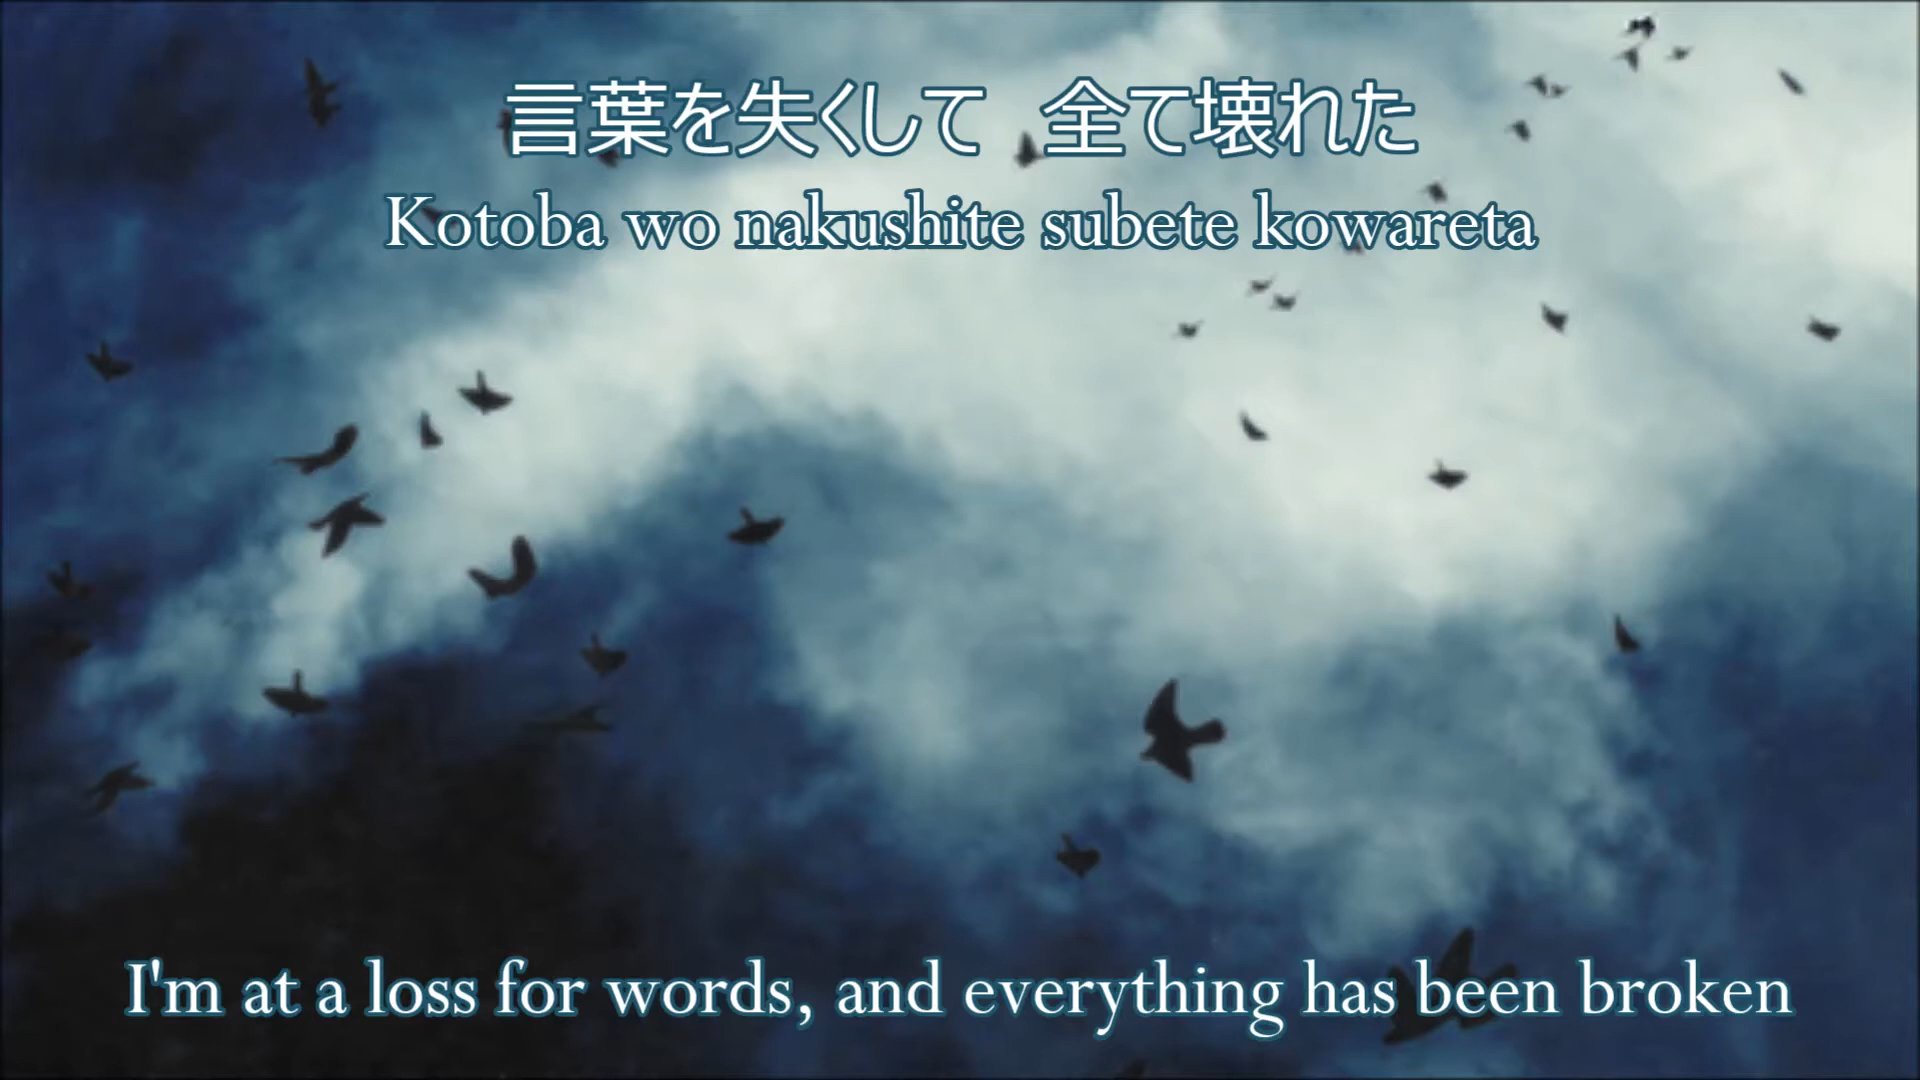 言葉を失くして　全て壊れた
Kotoba wo nakushite subete kowareta
I'm at a loss for words, and everything has been broken